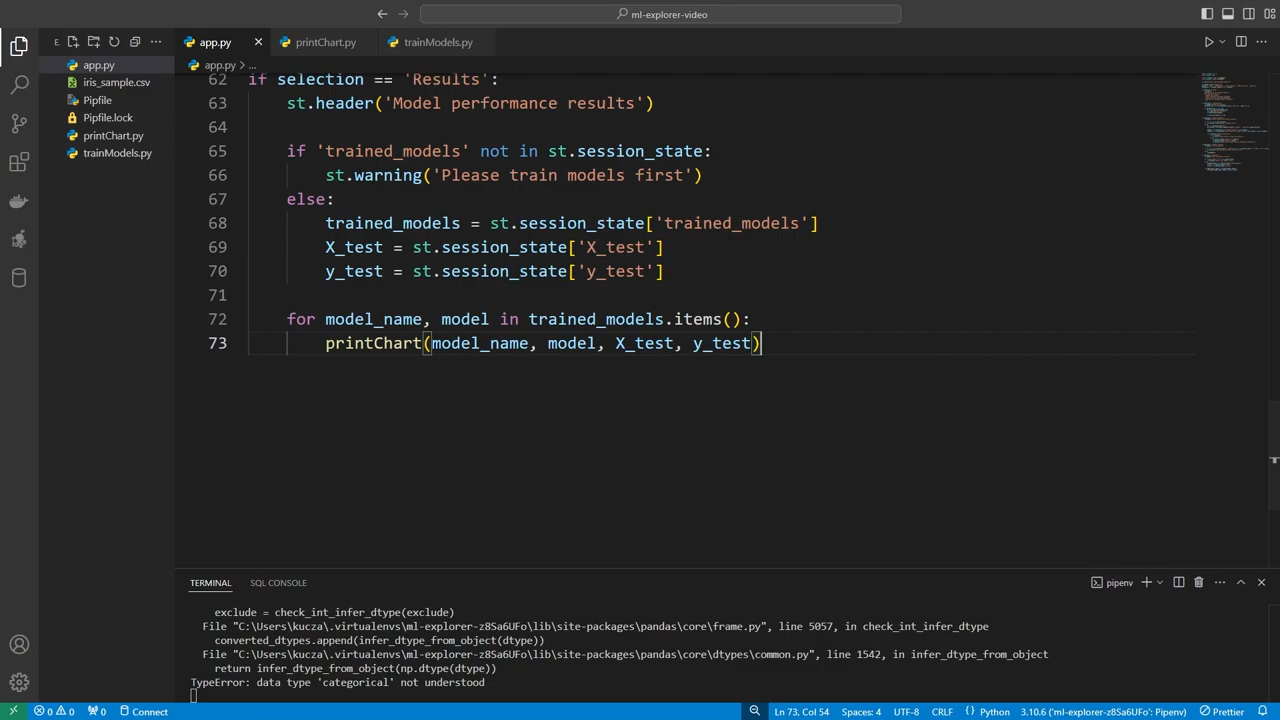 ml-explorer-video
E.
app.py
printChart.py
trainModels.py
app.py
iris_sample.csv
Pipfile
Pipfile.lock
printChart.py
trainModels.py
app.py > ...
62 if selection == 'Results':
63 st.header('Model performance results')
64
65 if 'trained_models' not in st.session_state:
66 st.warning('Please train models first')
67 else:
68 trained_models = st.session_state['trained_models']
69 X_test = st.session_state['X_test']
70 y_test = st.session_state['y_test']
71
72 for model_name, model in trained_models.items():
73 printChart(model_name, model, X_test, y_test)
TERMINAL
SQL CONSOLE
pipenv
exclude = check_int_infer_dtype(exclude)
File "C:\Users\kucza\.virtualenvs\ml-explorer-z8Sa6UFo\lib\site-packages\pandas\core\frame.py", line 5057, in check_int_infer_dtype
converted_dtypes.append(infer_dtype_from_object(dtype))
File "C:\Users\kucza\.virtualenvs\ml-explorer-z8Sa6UFo\lib\site-packages\pandas\core\dtypes\common.py", line 1542, in infer_dtype_from_object
return infer_dtype_from_object(np.dtype(dtype))
TypeError: data type 'categorical' not understood
0 0 0 Connect Ln 73, Col 54 Spaces: 4 UTF-8 CRLF {} Python 3.10.6 ('ml-explorer-z8Sa6UFo': Pipenv) Prettier